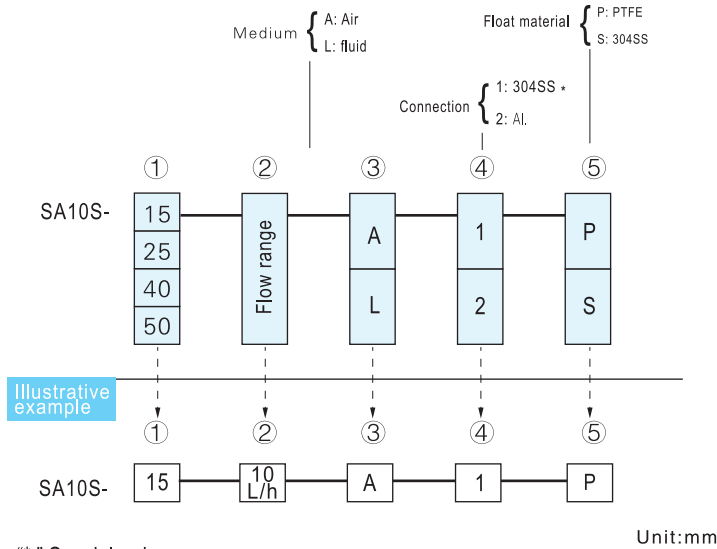 Medium { A: Air
L: fluid
Float material { P: PTFE
S: 304SS
Connection { 1: 304SS *
2: Al.
① ② ③ ④ ⑤
SA10S- 15 Flow range A 1 P
25
40 L 2 S
50
Illustrative
example
① ② ③ ④ ⑤
SA10S- 15 10 L/h A 1 P
Unit:mm